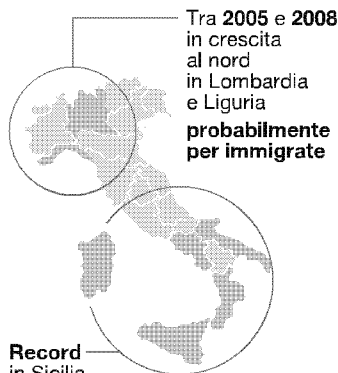 Tra 2005 e 2008
in crescita
al nord
in Lombardia
e Liguria
probabilmente
per immigrate
Record
in Sicilia